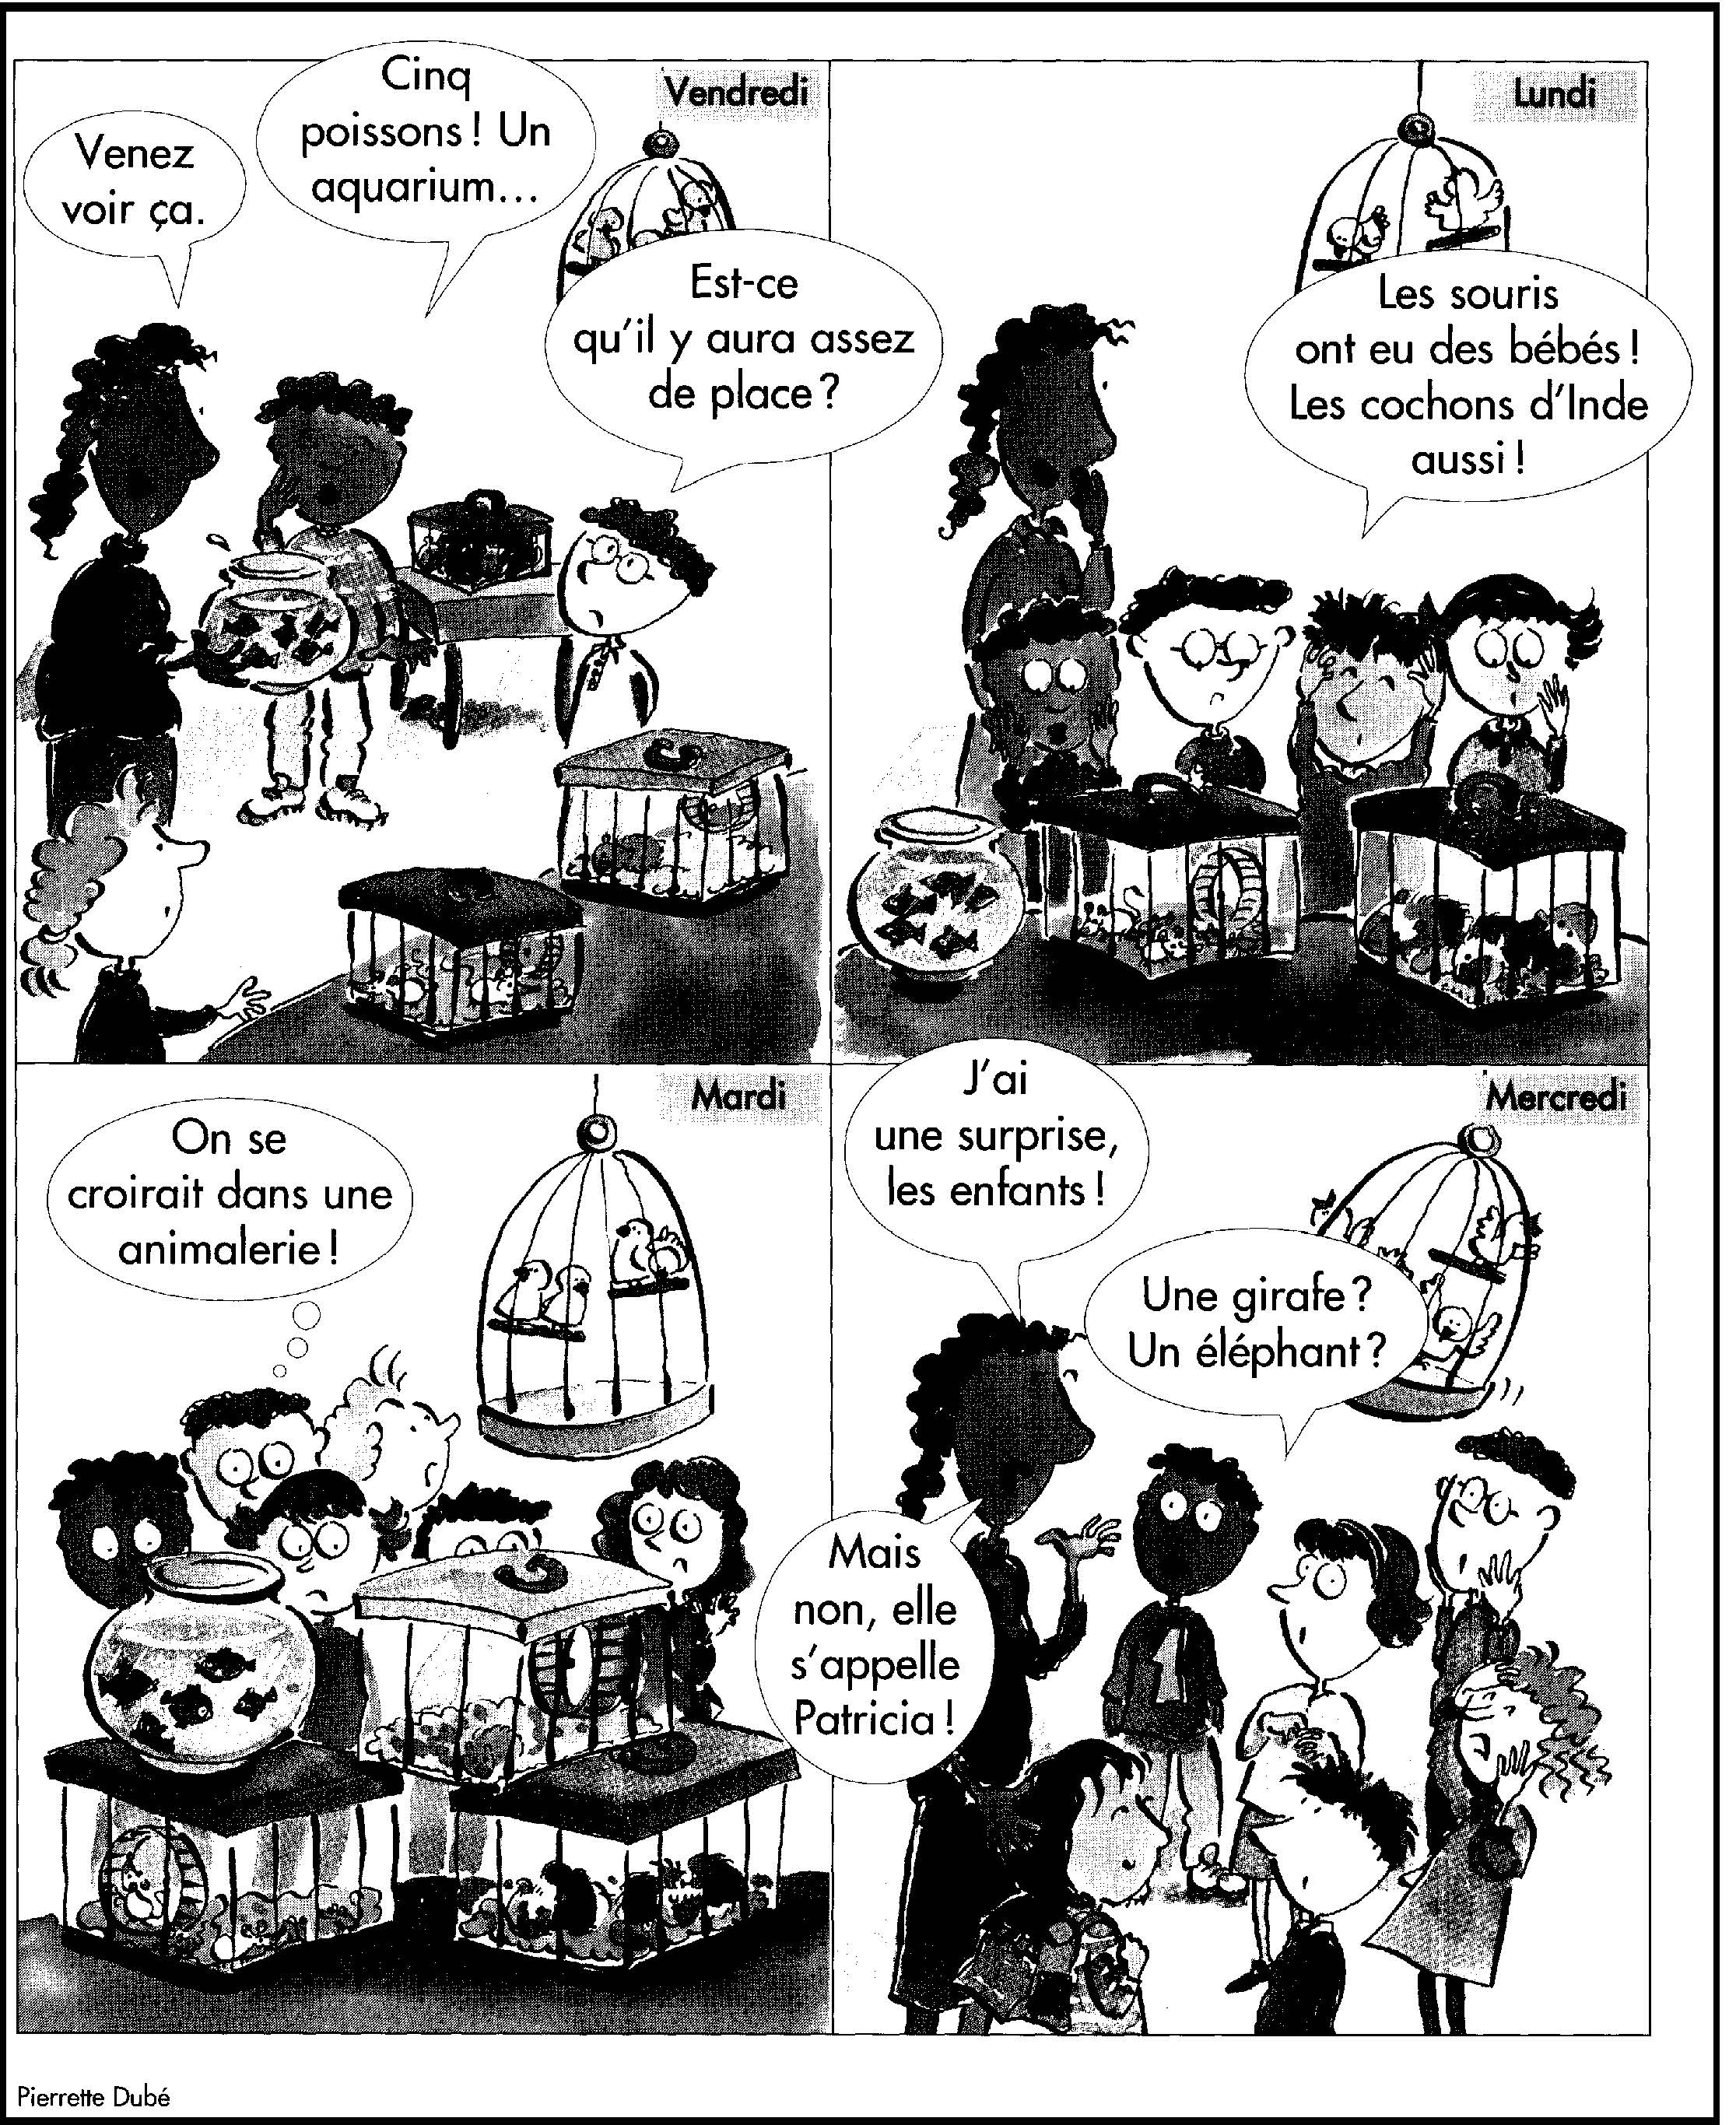 Vendredi
Venez
voir ça.
Cinq
poissons! Un
aquarium...
Est-ce
qu'il y aura assez
de place?
Lundi
Les souris
ont eu des bébés!
Les cochons d'Inde
aussi!
Mardi
On se
croirait dans une
animalerie!
Mercredi
J'ai
une surprise,
les enfants!
Une girafe?
Un éléphant?
Mais
non, elle
s'appelle
Patricia!
Pierrette Dubé